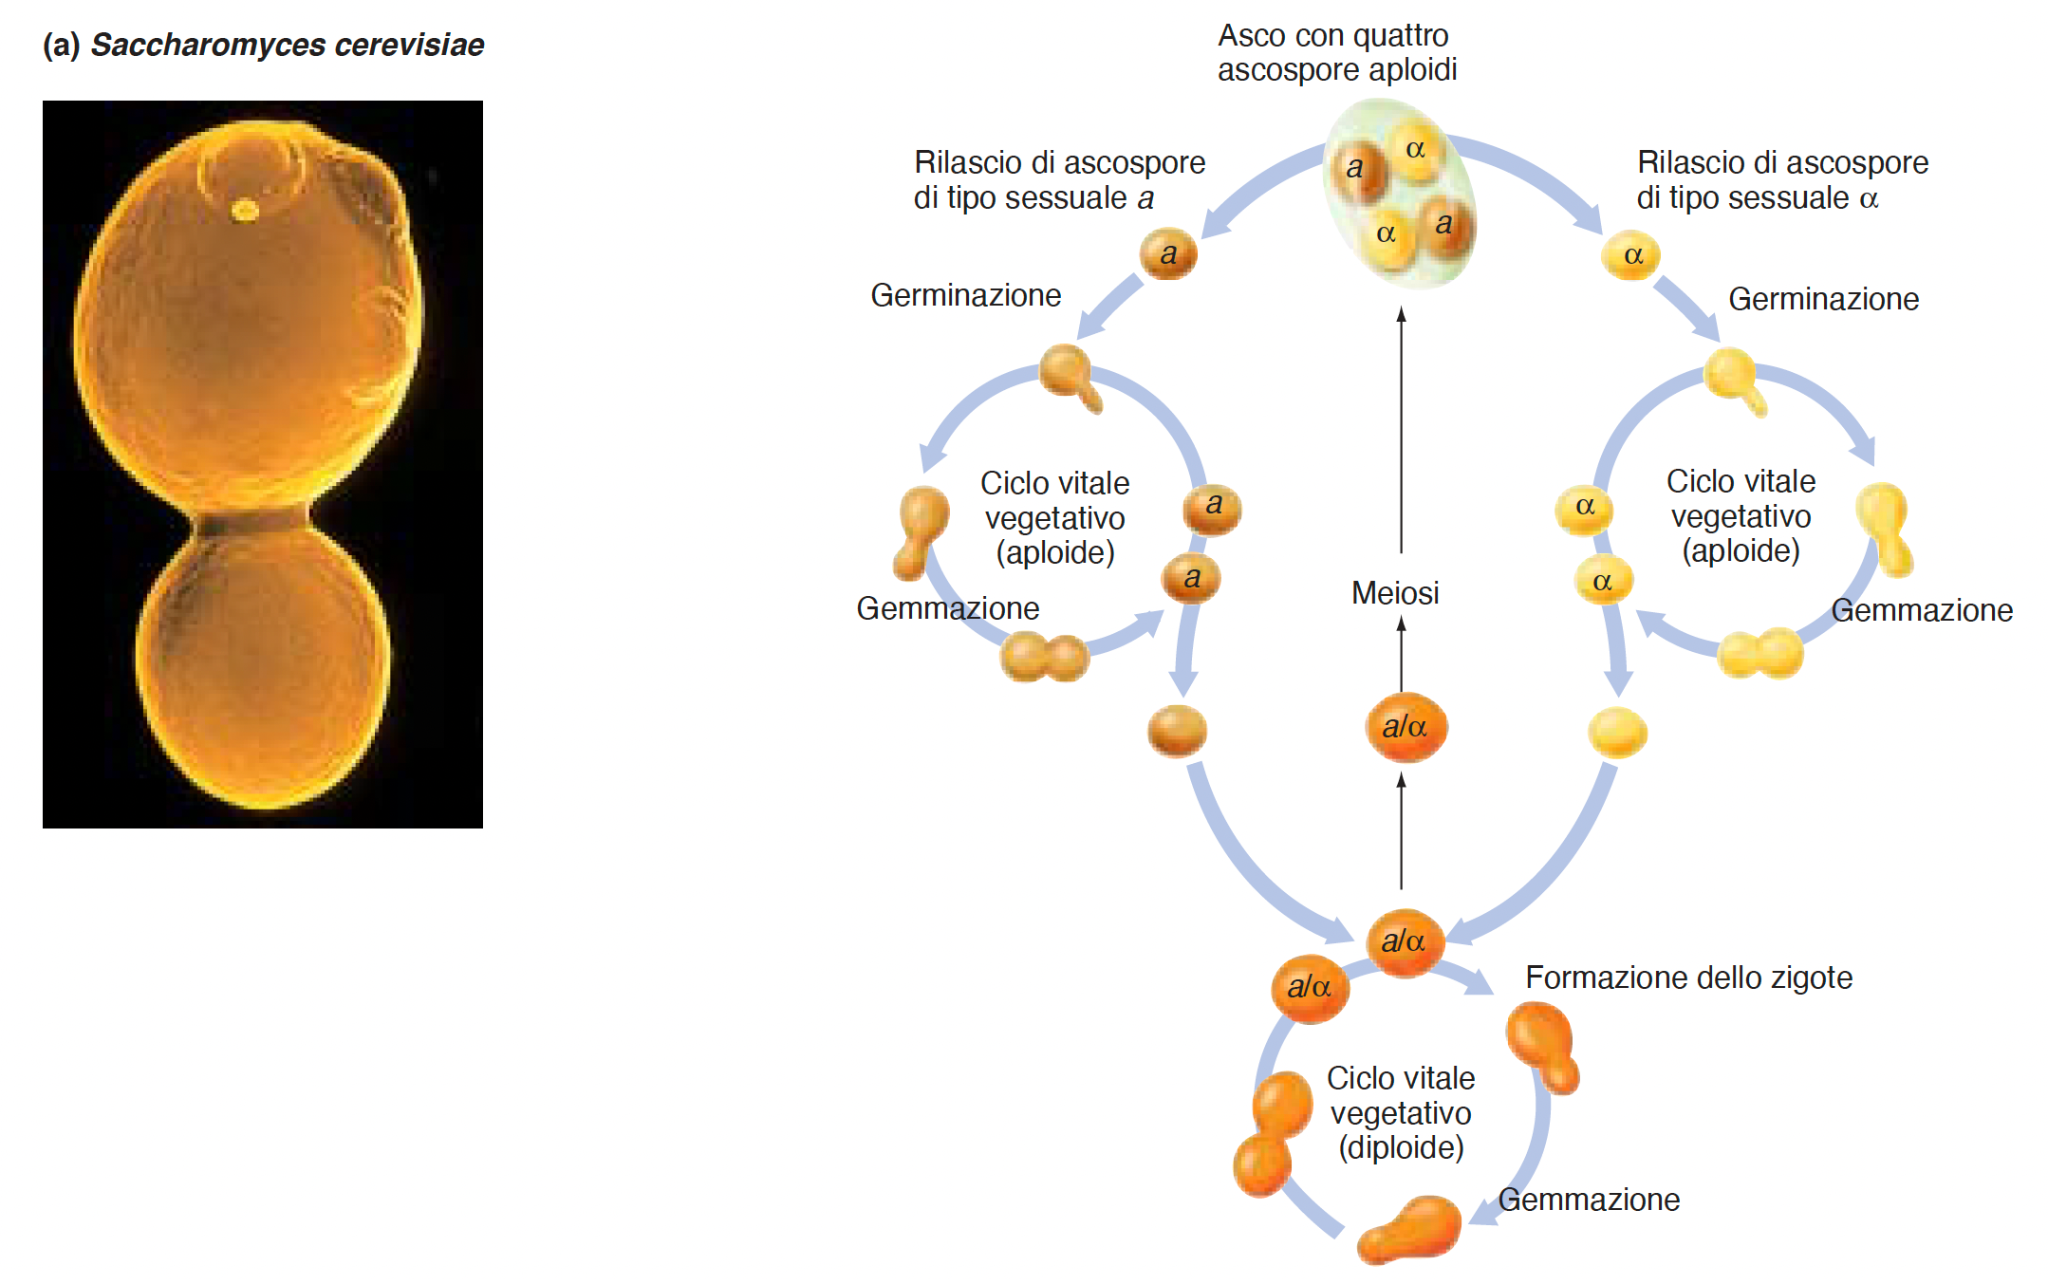 (a) Saccharomyces cerevisiae
Asco con quattro
ascospore aploidi
Rilascio di ascospore
di tipo sessuale a
Rilascio di ascospore
di tipo sessuale α
a
α
α
a
a
α
Germinazione
Germinazione
Ciclo vitale
vegetativo
(aploide)
a
a
Gemmazione
Ciclo vitale
vegetativo
(aploide)
α
α
Gemmazione
Meiosi
a/α
a/α
a/α
Formazione dello zigote
Ciclo vitale
vegetativo
(diploide)
Gemmazione